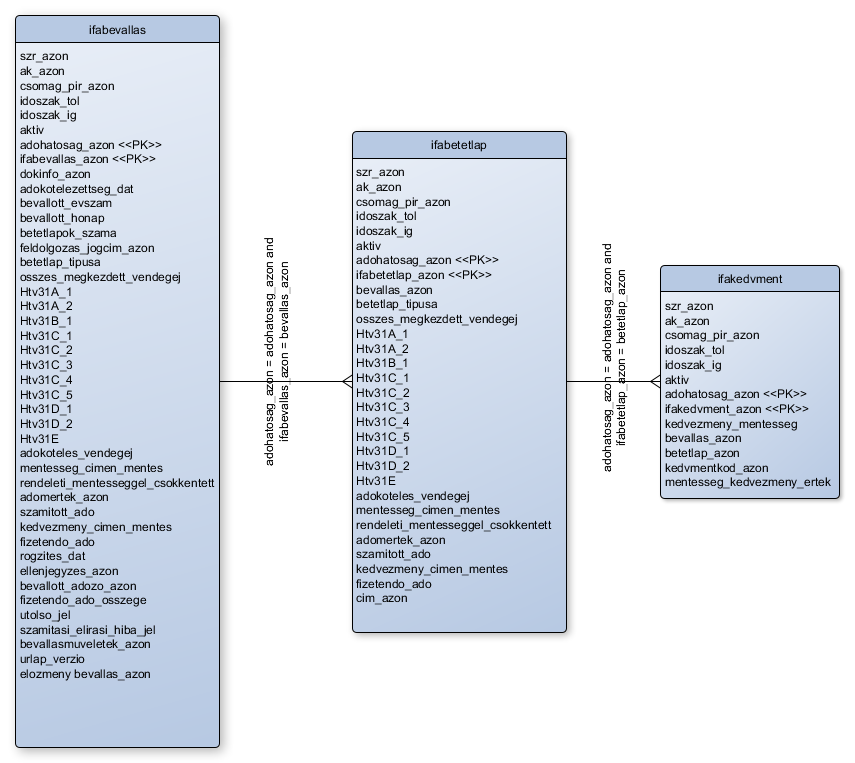 ifabevallas
szr_azon
ak_azon
csomag_pir_azon
idoszak_tol
idoszak_ig
aktiv
adohatosag_azon <<PK>>
ifabevallas_azon <<PK>>
dokinfo_azon
adokotelezettseg_dat
bevallott_evszam
bevallott_honap
betetlapok_szama
feldolgozas_jogcim_azon
betetlap_tipusa
osszes_megkezdett_vendegej
Htv31A_1
Htv31A_2
Htv31B_1
Htv31C_1
Htv31C_2
Htv31C_3
Htv31C_4
Htv31C_5
Htv31D_1
Htv31D_2
Htv31E
adokoteles_vendegej
mentesseg_cimen_mentes
rendeleti_mentesseggel_csokkentett
adomertek_azon
szamitott_ado
kedvezmeny_cimen_mentes
fizetendo_ado
rogzites_dat
ellenjegyzes_azon
bevallott_adozo_azon
fizetendo_ado_osszege
utolso_jel
szamitasi_elirasi_hiba_jel
bevallasmuveletek_azon
urlap_verzio
elozmeny bevallas_azon
adohatosag_azon = adohatosag_azon and
ifabevallas_azon = bevallas_azon
ifabetetlap
szr_azon
ak_azon
csomag_pir_azon
idoszak_tol
idoszak_ig
aktiv
adohatosag_azon <<PK>>
ifabetetlap_azon <<PK>>
bevallas_azon
betetlap_tipusa
osszes_megkezdett_vendegej
Htv31A_1
Htv31A_2
Htv31B_1
Htv31C_1
Htv31C_2
Htv31C_3
Htv31C_4
Htv31C_5
Htv31D_1
Htv31D_2
Htv31E
adokoteles_vendegej
mentesseg_cimen_mentes
rendeleti_mentesseggel_csokkentett
adomertek_azon
szamitott_ado
kedvezmeny_cimen_mentes
fizetendo_ado
cim_azon
adohatosag_azon = adohatosag_azon and
ifabetetlap_azon = betetlap_azon
ifakedvment
szr_azon
ak_azon
csomag_pir_azon
idoszak_tol
idoszak_ig
aktiv
adohatosag_azon <<PK>>
ifakedvment_azon <<PK>>
kedvezmeny_mentesseg
bevallas_azon
betetlap_azon
kedvmentkod_azon
mentesseg_kedvezmeny_ertek